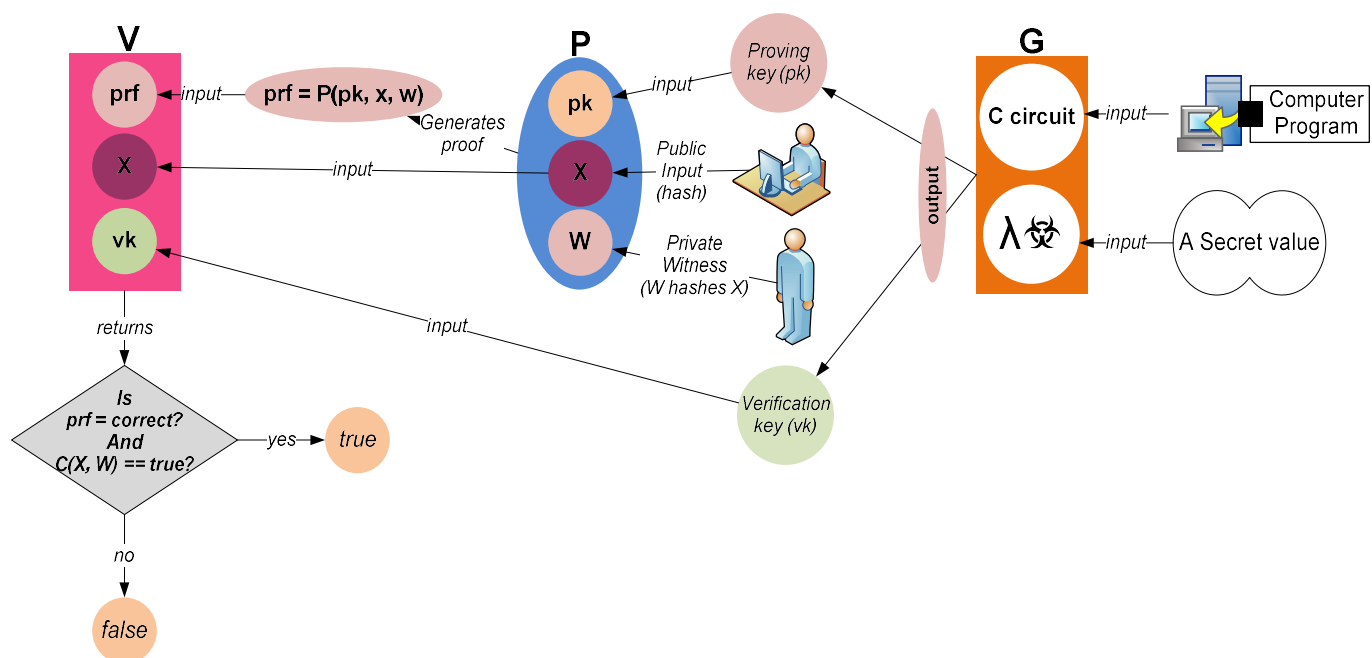 V
prf
X
vk
input
prf = P(pk, x, w)
Generates
proof
input
input
returns
Is
prf = correct?
And
C(X, W) == true?
yes
true
no
false
P
pk
X
W
input
Public
Input
(hash)
Private
Witness
(W hashes X)
Proving
key (pk)
Verification
key (vk)
output
G
C circuit
λ☣
input
Computer
Program
input
A Secret value